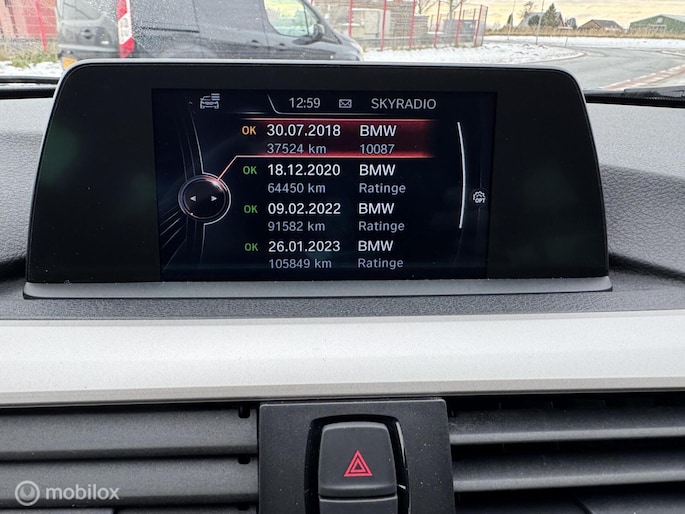 12:59 SKYRADIO
OK 30.07.2018 BMW
37524 km 10087
OK 18.12.2020 BMW
64450 km Ratinge
OK 09.02.2022 BMW
91582 km Ratinge
OK 26.01.2023 BMW
105849 km Ratinge
OPT
mobilox